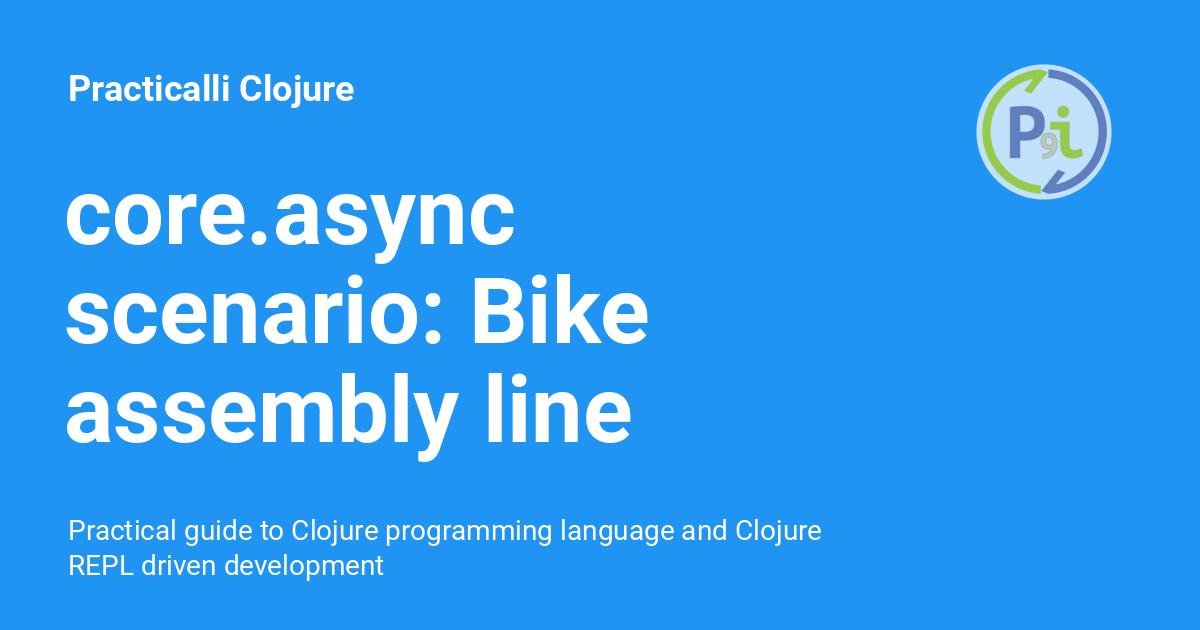 Practicalli Clojure
P9i
core.async
scenario: Bike
assembly line
Practical guide to Clojure programming language and Clojure
REPL driven development